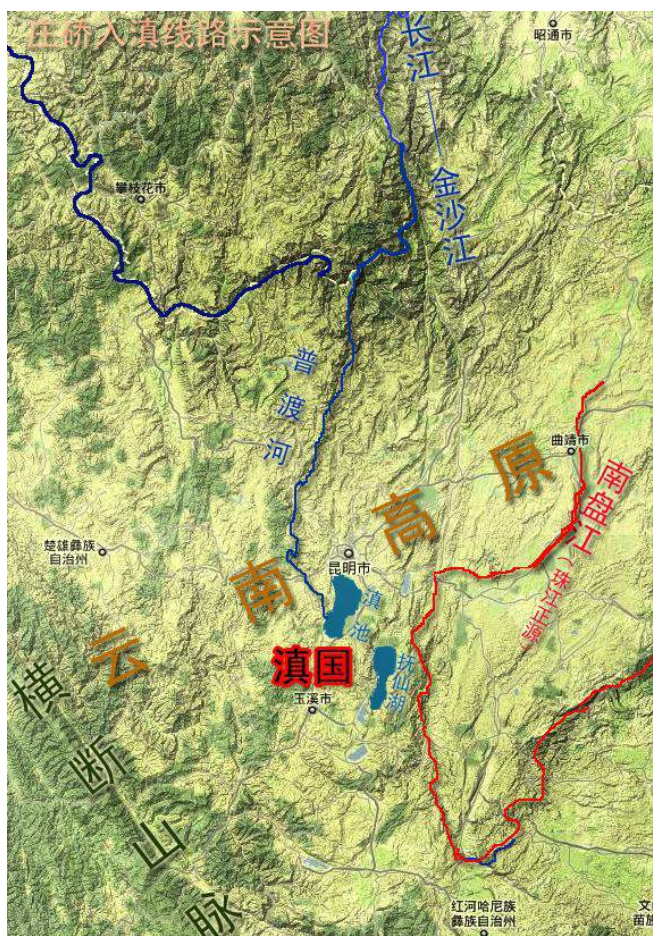 庄硚入滇线路示意图
昭通市
长江——金沙江
攀枝花市
普渡河
曲靖市
南盘江(珠江正源)
云南高原
楚雄彝族
自治州
昆明市
滇池
滇国
抚仙湖
玉溪市
横断山脉
红河哈尼族
彝族自治州
文
苗族